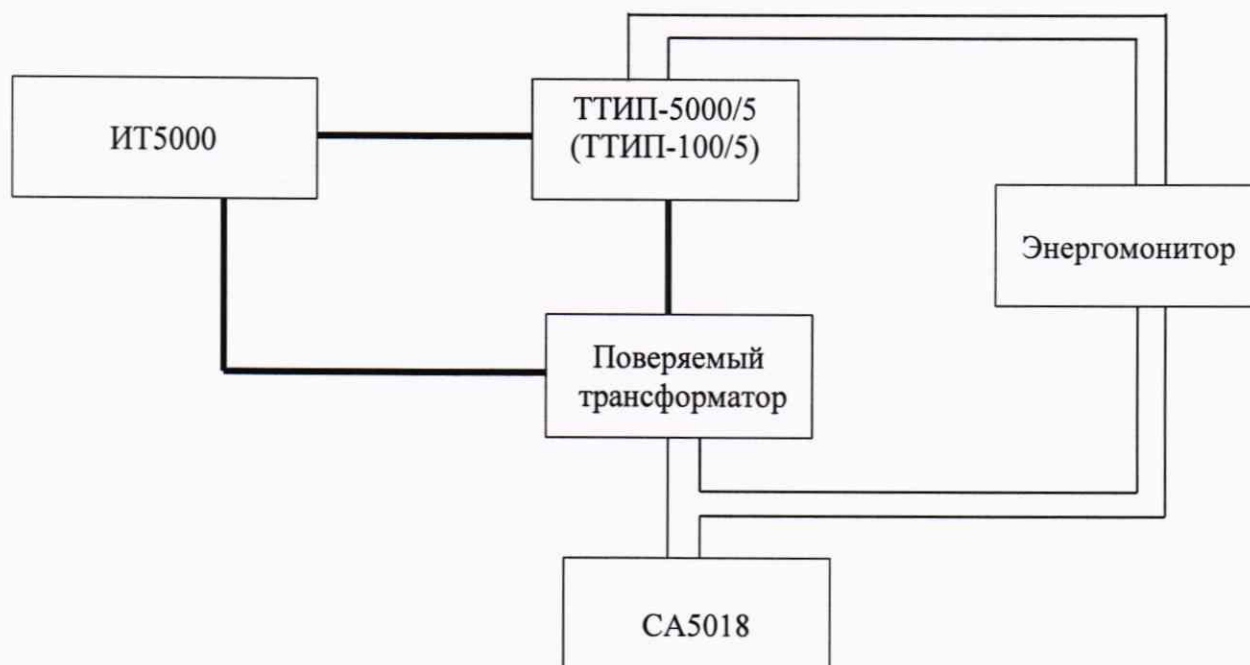 ТТИП-5000/5
(ТТИП-100/5)
ИТ5000
Энергомонитор
Поверяемый
трансформатор
СА5018